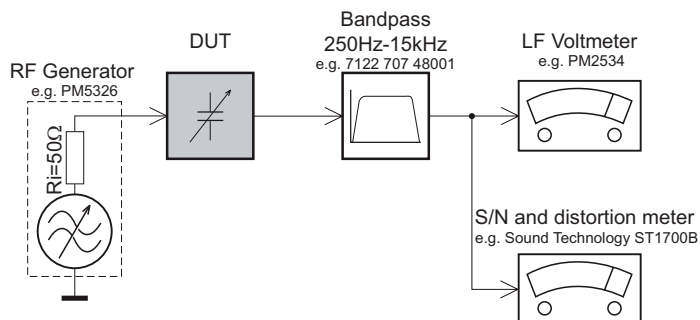 RF Generator
e.g. PM5326
Ri=50Ω
DUT
Bandpass
250Hz-15kHz
e.g. 7122 707 48001
LF Voltmeter
e.g. PM2534
S/N and distortion meter
e.g. Sound Technology ST1700B